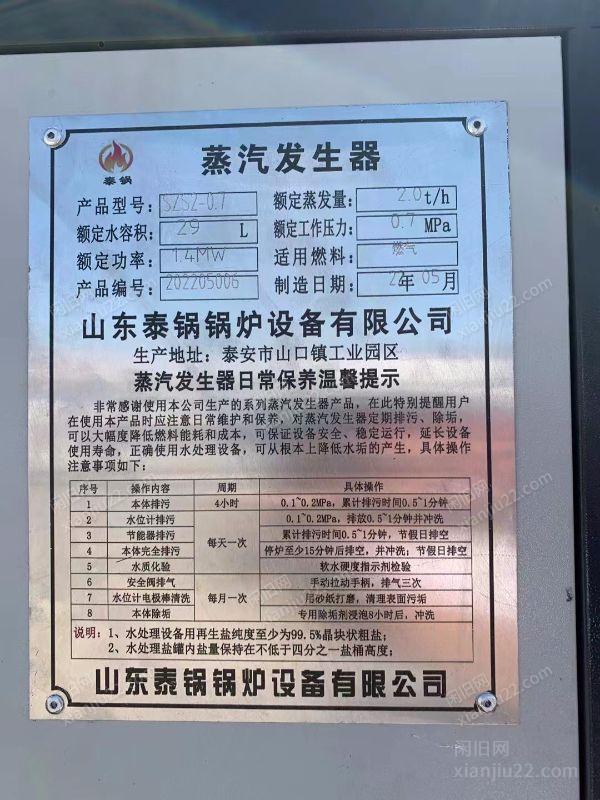 泰锅
蒸汽发生器
产品型号: SZSZ-0.7 额定蒸发量: 2.0 t/h
额定水容积: 29 L 额定工作压力: 0.7 MPa
额定功率: 1.4MW 适用燃料: 燃气
产品编号: 202205006 制造日期: 22年05月
山东泰锅锅炉设备有限公司
生产地址: 泰安市山口镇工业园区
蒸汽发生器日常保养温馨提示
非常感谢使用本公司生产的系列蒸汽发生器产品,在此特别提醒用户
在使用本产品时应注意日常维护和保养,对蒸汽发生器定期排污、除垢,
可以大幅度降低燃料能耗和成本,可保证设备安全、稳定运行,延长设备
使用寿命,正确使用水处理设备,可从根本上降低水垢的产生,具体操作
注意事项如下:
序号 操作内容 周期 具体操作
1 本体排污 4小时 0.1~0.2MPa,累计排污时间0.5~1分钟
2 水位计排污 0.1~0.2MPa,排放0.5~1分钟并冲洗
3 节能器排污 每天一次 累计排污时间0.5~1分钟,节假日排空
4 本体完全排污 停炉至少15分钟后排空,并冲洗;节假日排空
5 水质化验 软水硬度指示剂检验
6 安全阀排气 手动拉动手柄,排气三次
7 水位计电极棒清洗 每月一次 用砂纸打磨,清理表面污垢
8 本体除垢 专用除垢剂浸泡8小时后,冲洗
说明: 1、水处理设备用再生盐纯度至少为99.5%晶块状粗盐;
2、水处理盐罐内盐量保持在不低于四分之一盐桶高度;
山东泰锅锅炉设备有限公司
闲旧网
xianjiu22.com